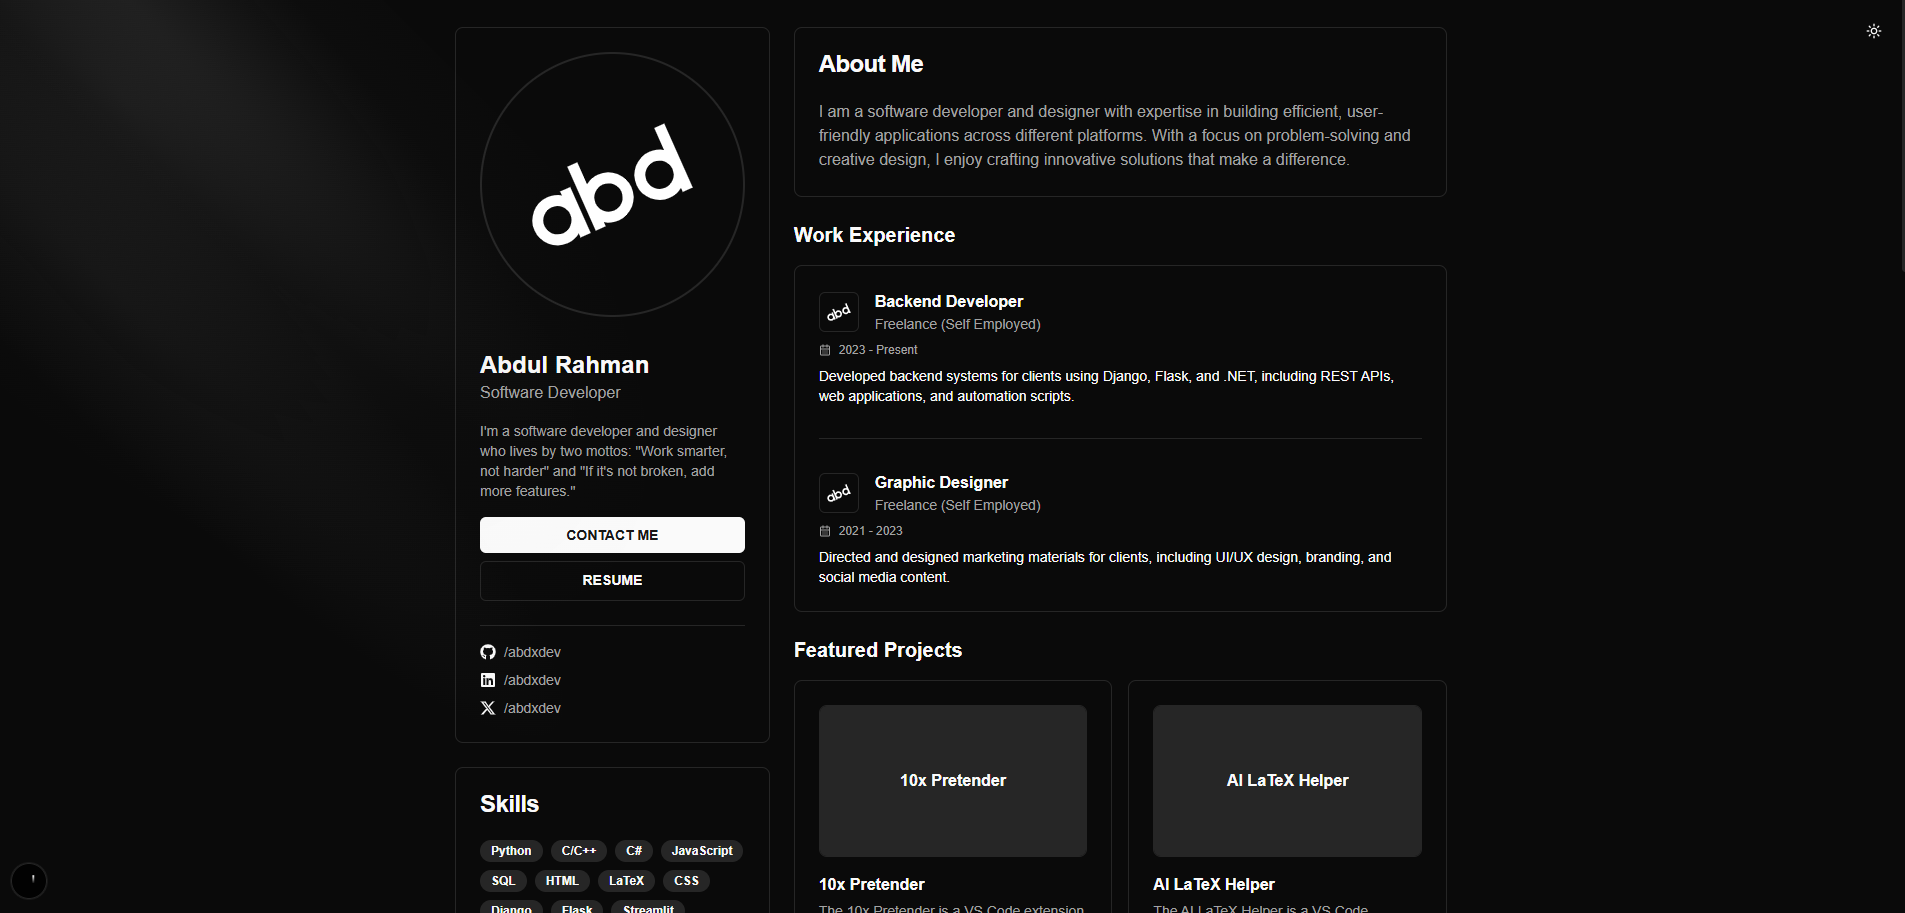 abd
Abdul Rahman
Software Developer
I'm a software developer and designer
who lives by two mottos: "Work smarter,
not harder" and "If it's not broken, add
more features."
CONTACT ME
RESUME
/abdxdev
/abdxdev
/abdxdev
Skills
Python C/C++ C# JavaScript
SQL HTML LaTeX CSS
Django Flask Streamlit
About Me
I am a software developer and designer with expertise in building efficient, user-
friendly applications across different platforms. With a focus on problem-solving and
creative design, I enjoy crafting innovative solutions that make a difference.
Work Experience
abd
Backend Developer
Freelance (Self Employed)
2023 - Present
Developed backend systems for clients using Django, Flask, and .NET, including REST APIs,
web applications, and automation scripts.
abd
Graphic Designer
Freelance (Self Employed)
2021 - 2023
Directed and designed marketing materials for clients, including UI/UX design, branding, and
social media content.
Featured Projects
10x Pretender
10x Pretender
The 10x Pretender is a VS Code extension
AI LaTeX Helper
AI LaTeX Helper
The AI LaTeX Helper is a VS Code